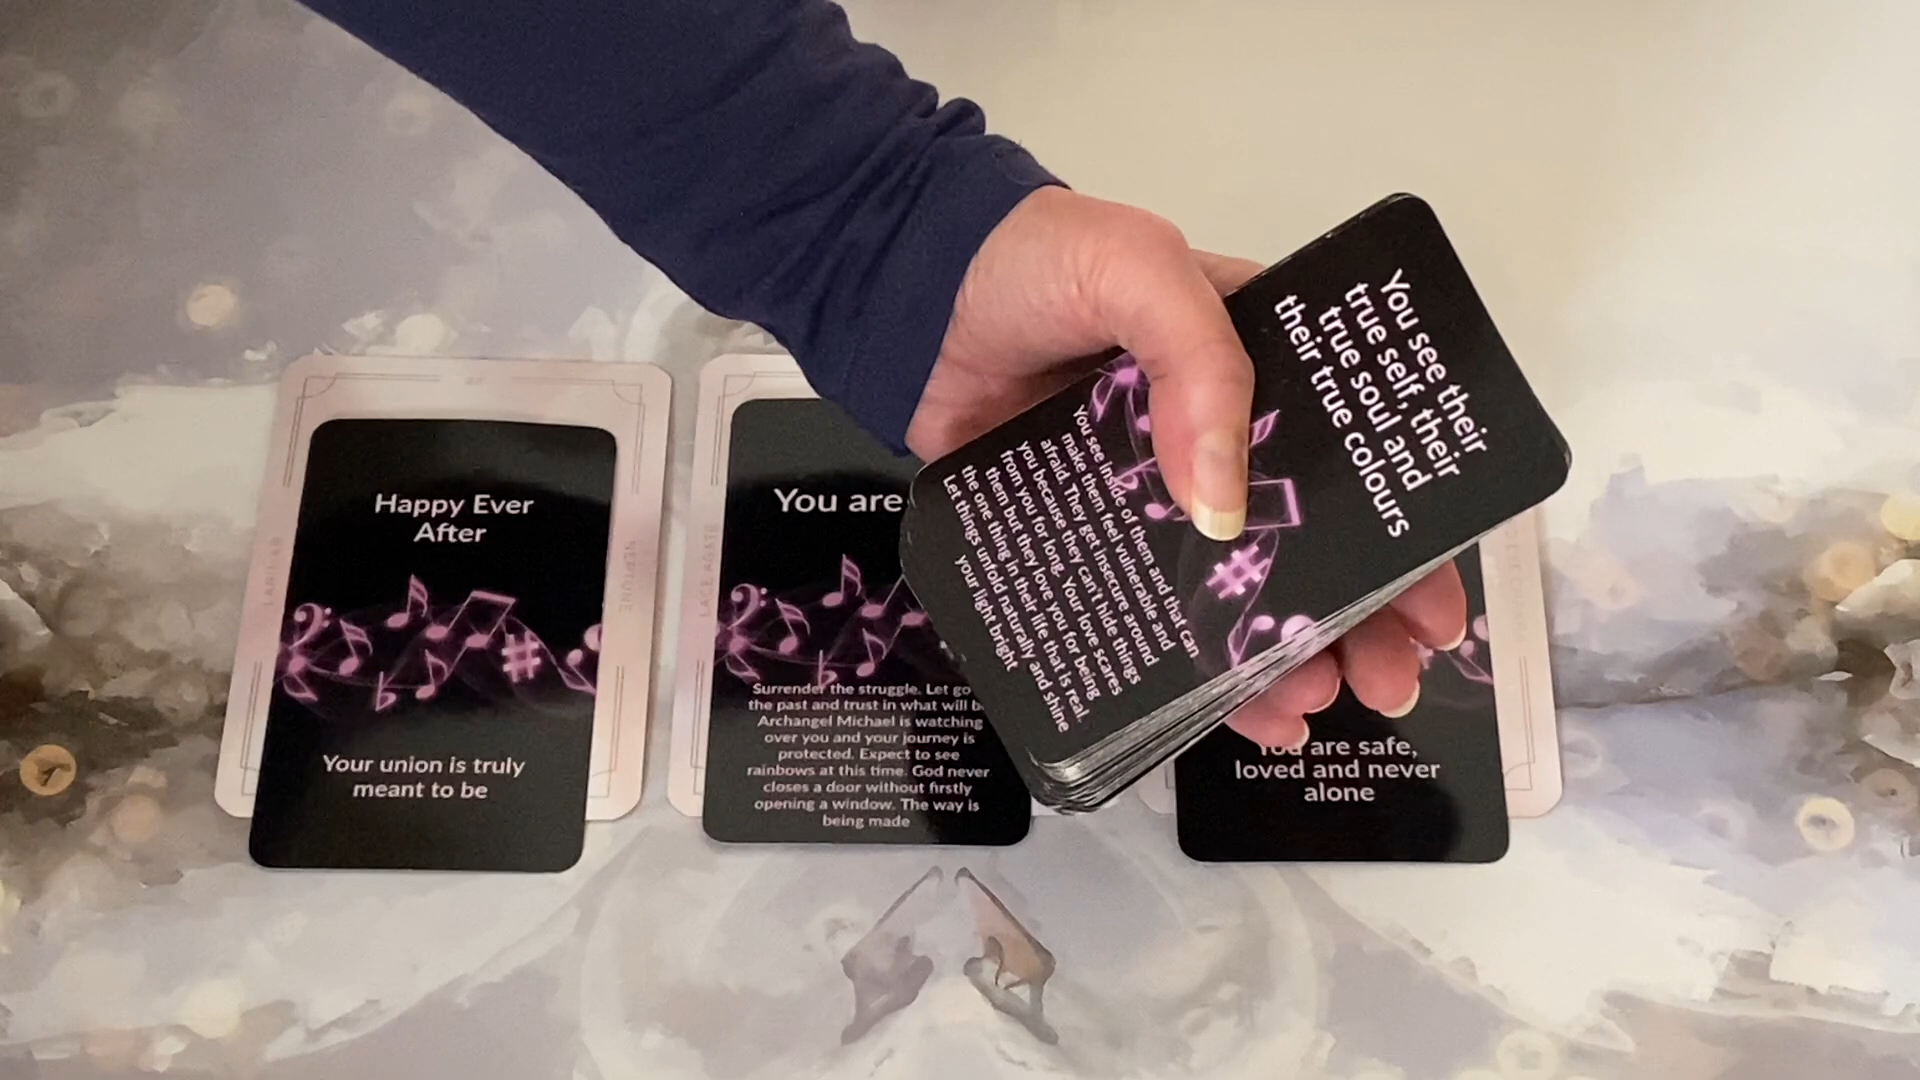 Happy Ever
After
Your union is truly
meant to be
NEPTUNE
LACE AGATE
You are
Surrender the struggle. Let go
the past and trust in what will
Archangel Michael is watching
over you and your journey is
protected. Expect to see
rainbows at this time. God never
closes a door without firstly
opening a window. The way is
being made
You see their
true self, their
true soul and
their true colours
You see inside of them and that can
make them feel vulnerable and
afraid. They get insecure around
you because they can't hide things
from you for long. Your love scares
them but they love you for being
the one thing in their life that is real.
Let things unfold naturally and shine
your light bright
You are safe,
loved and never
alone